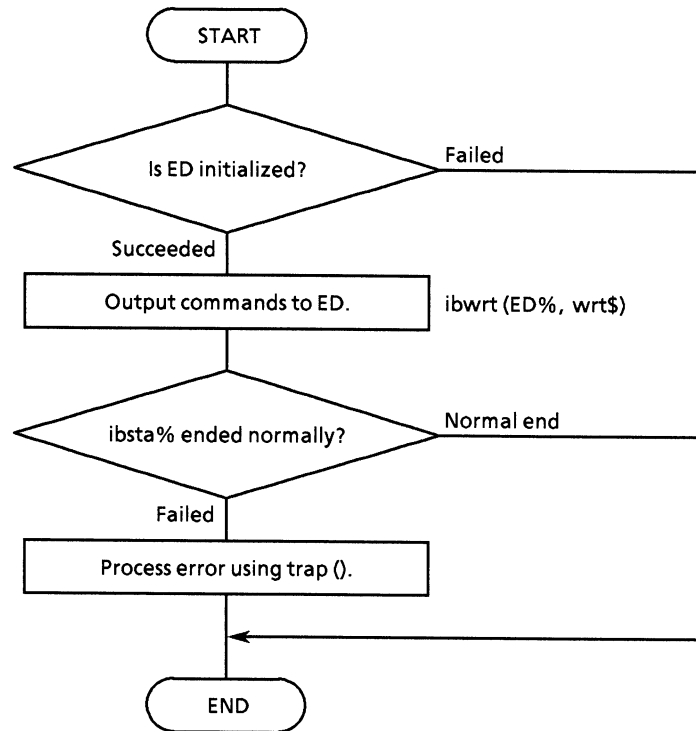 START
Is ED initialized?
Failed
Succeeded
Output commands to ED.
ibwrt (ED%, wrt$)
ibsta% ended normally?
Normal end
Failed
Process error using trap ().
END